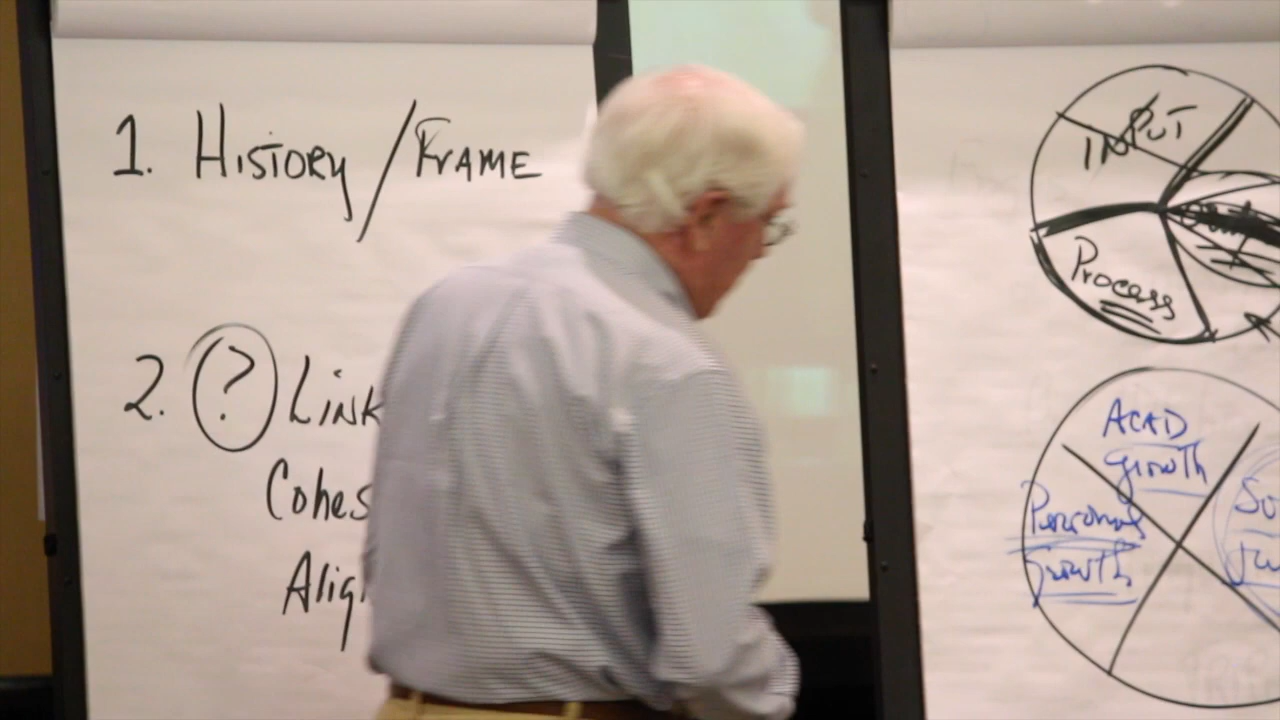 1. HISTORY / FRAME
2. ? LINK
Cohes
Alig
INPUT
Process
ACAD
Growth
Personal
Growth